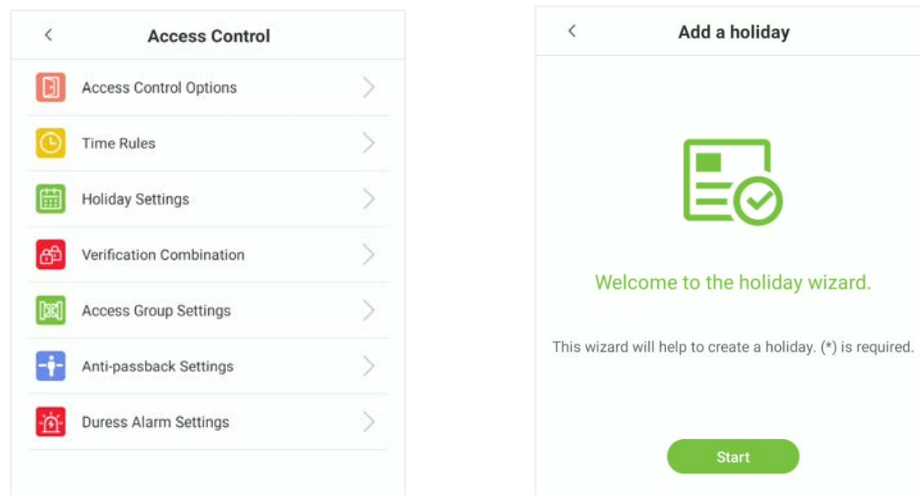 Access Control
Access Control Options
Time Rules
Holiday Settings
Verification Combination
Access Group Settings
Anti-passback Settings
Duress Alarm Settings
Add a holiday
Welcome to the holiday wizard.
This wizard will help to create a holiday. (*) is required.
Start